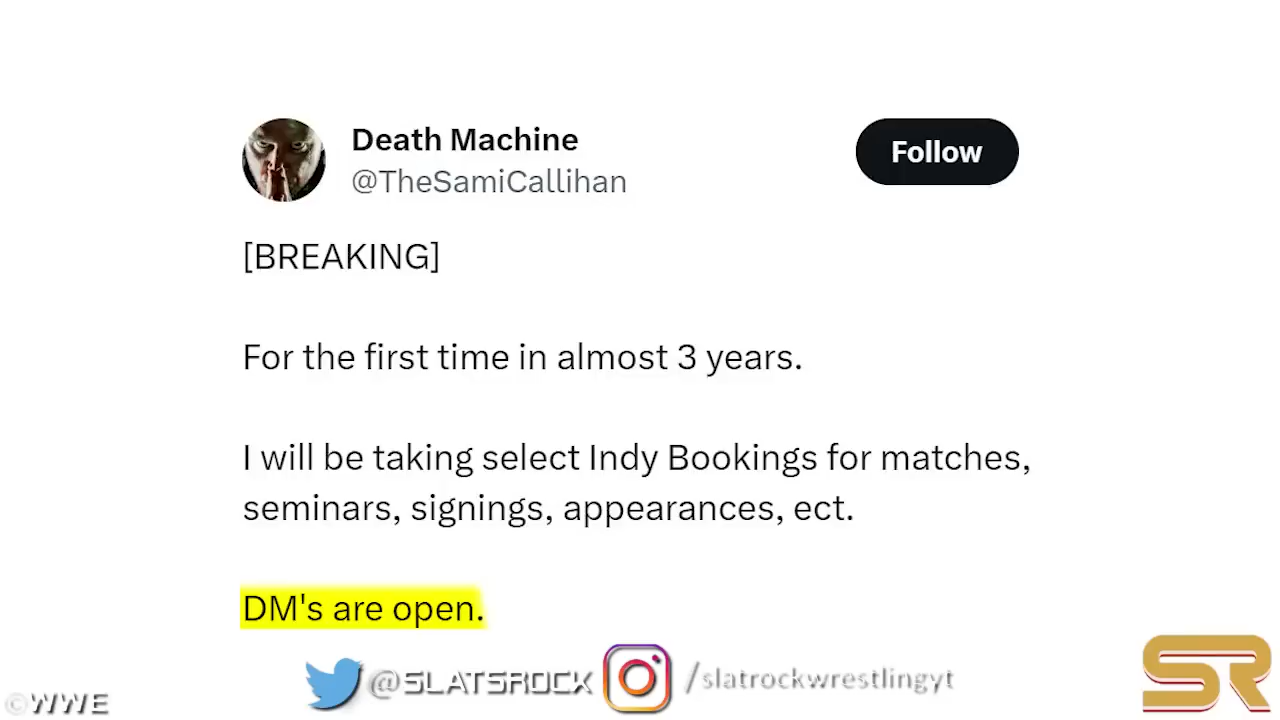 Death Machine
@TheSamiCallihan
Follow
[BREAKING]
For the first time in almost 3 years.
I will be taking select Indy Bookings for matches,
seminars, signings, appearances, ect.
DM's are open.
@SLATSROCK
/slatrockwrestlingyt
SR
©WWE